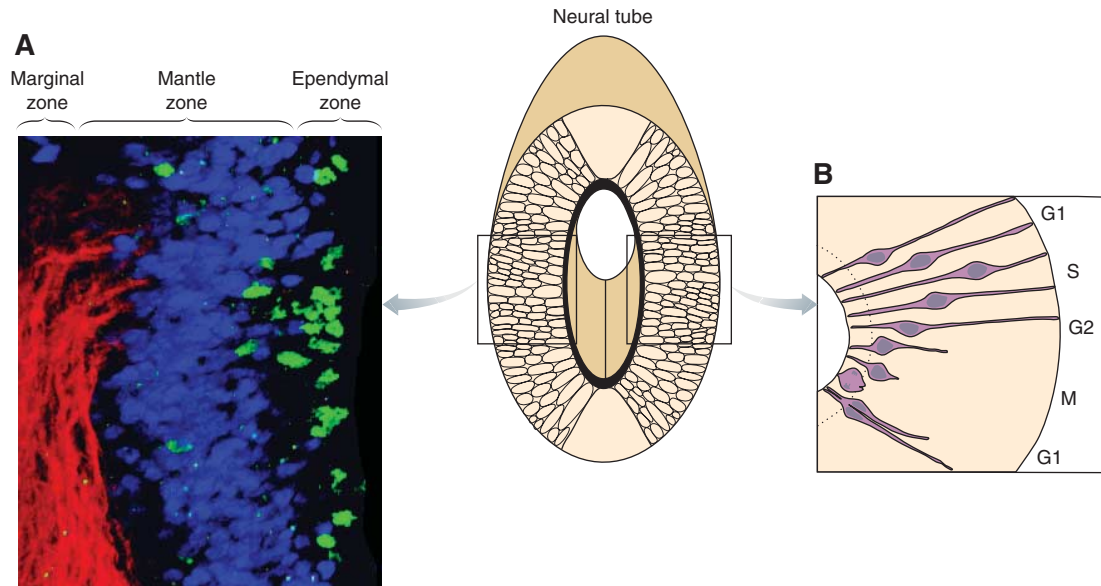 Neural tube
A
Marginal
zone
Mantle
zone
Ependymal
zone
B
G1
S
G2
M
G1